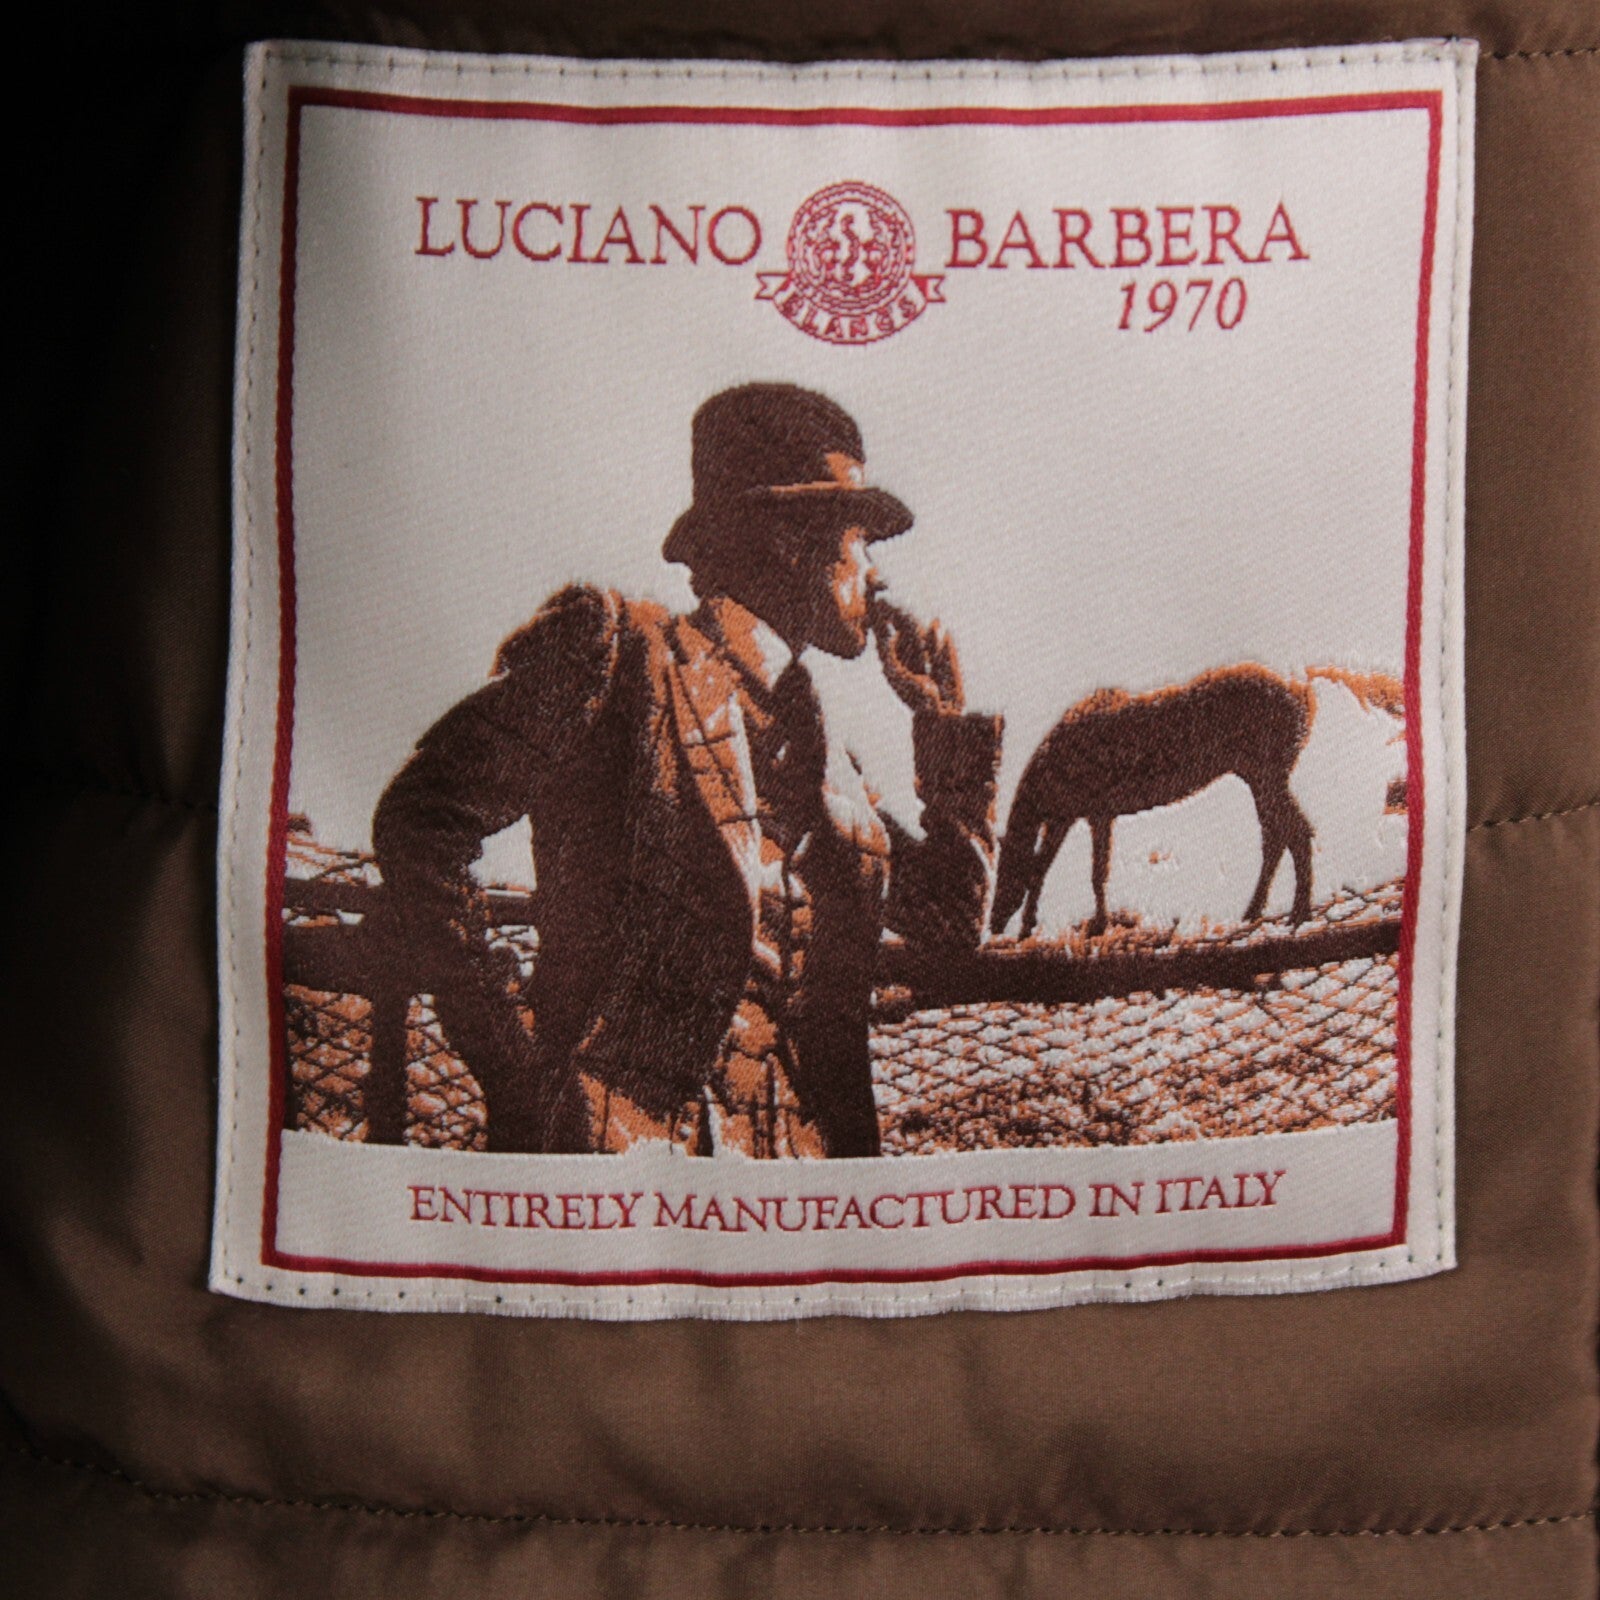 LUCIANO BARBERA
1970
ENTIRELY MANUFACTURED IN ITALY